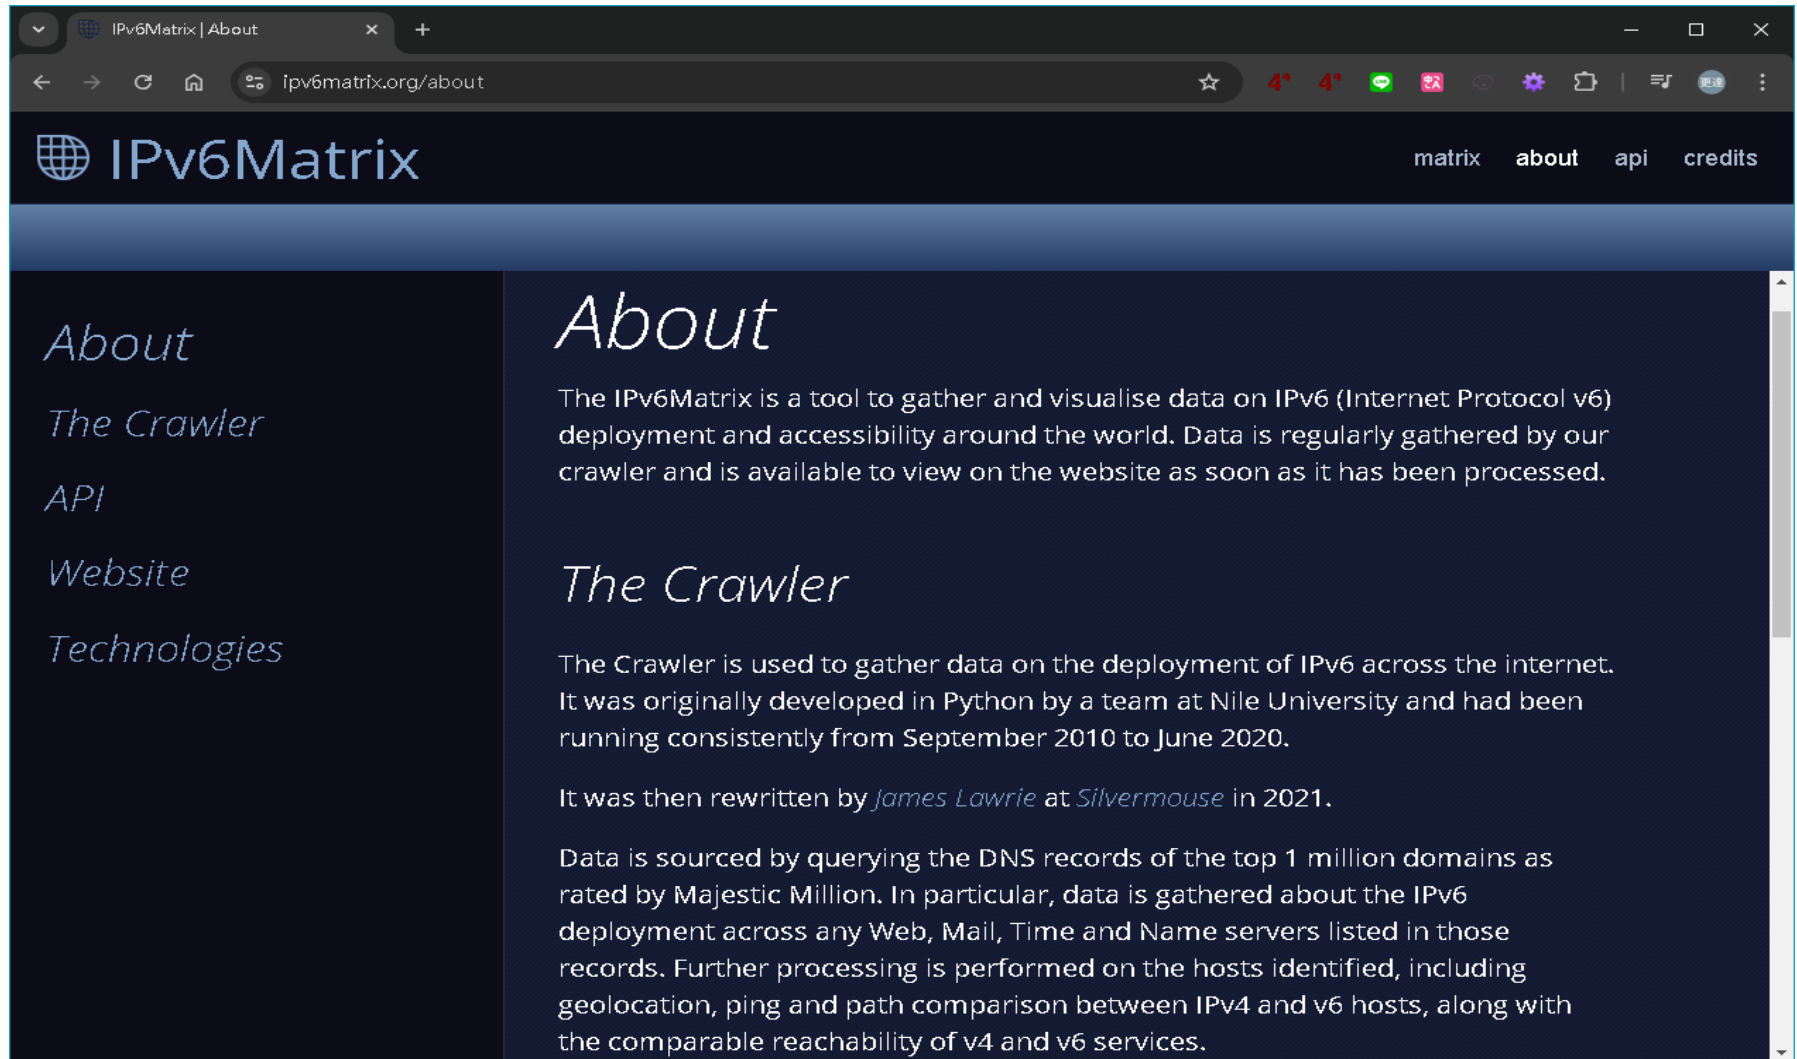 IPv6Matrix | About
ipv6matrix.org/about
更達
IPv6Matrix
matrix about api credits
About
The Crawler
API
Website
Technologies
About
The IPv6Matrix is a tool to gather and visualise data on IPv6 (Internet Protocol v6)
deployment and accessibility around the world. Data is regularly gathered by our
crawler and is available to view on the website as soon as it has been processed.
The Crawler
The Crawler is used to gather data on the deployment of IPv6 across the internet.
It was originally developed in Python by a team at Nile University and had been
running consistently from September 2010 to June 2020.
It was then rewritten by James Lawrie at Silvermouse in 2021.
Data is sourced by querying the DNS records of the top 1 million domains as
rated by Majestic Million. In particular, data is gathered about the IPv6
deployment across any Web, Mail, Time and Name servers listed in those
records. Further processing is performed on the hosts identified, including
geolocation, ping and path comparison between IPv4 and v6 hosts, along with
the comparable reachability of v4 and v6 services.